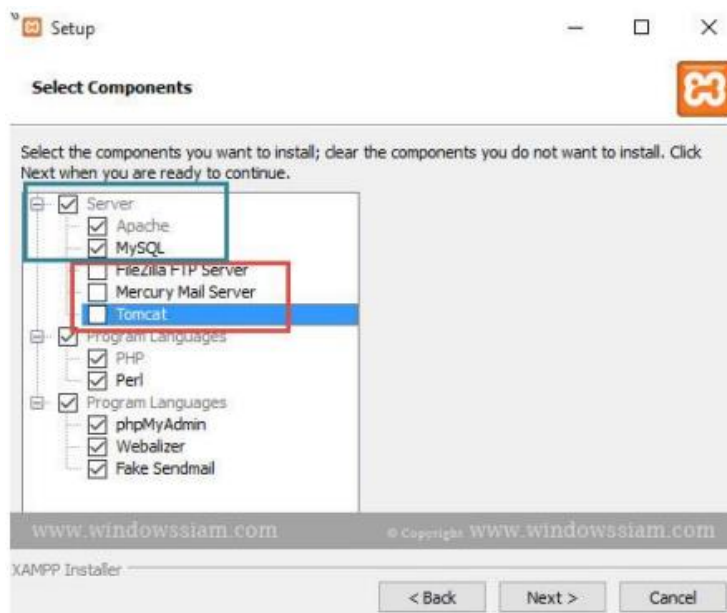 Setup
Select Components
Select the components you want to install; clear the components you do not want to install. Click
Next when you are ready to continue.
Server
Apache
MySQL
FileZilla FTP Server
Mercury Mail Server
Tomcat
Program Languages
PHP
Perl
Program Languages
phpMyAdmin
Webalizer
Fake Sendmail
www.windowssiam.com © Copyright www.windowssiam.com
XAMPP Installer
< Back Next > Cancel